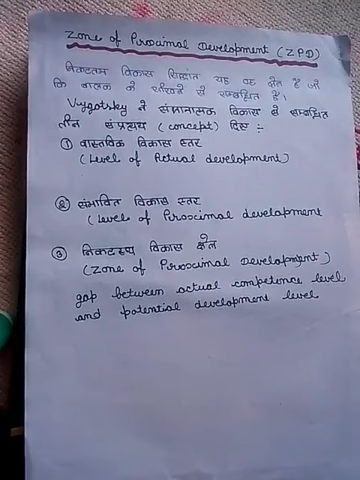 Zone of Proximal Development (ZPD)
निकटतम विकास सिद्धांत यह वह क्षेत्र है जो
कि बालक के सीखने से सम्बन्धित है।
Vygotsky ने संज्ञानात्मक विकास से सम्बन्धित
तीन संप्रत्यय (concept) दिए :-
① वास्तविक विकास स्तर
(Level of Actual development)
② संभावित विकास स्तर
(Level of Proximal development
③ निकटस्थ विकास क्षेत्र
(Zone of Proximal Development)
gap between actual competence level
and potential development level